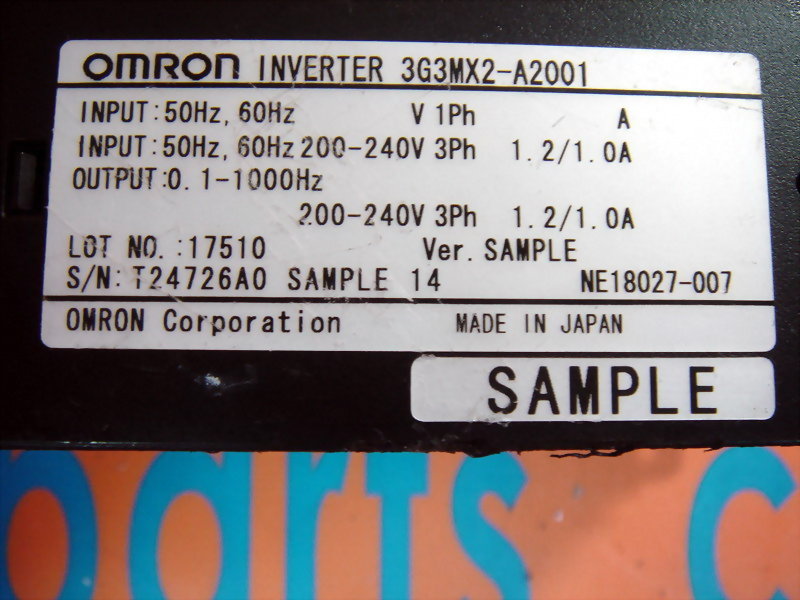 OMRON INVERTER 3G3MX2-A2001
INPUT:50Hz, 60Hz V 1Ph A
INPUT:50Hz, 60Hz 200-240V 3Ph 1.2/1.0A
OUTPUT:0.1-1000Hz
200-240V 3Ph 1.2/1.0A
LOT NO. :17510 Ver. SAMPLE
S/N: T24726A0 SAMPLE 14 NE18027-007
OMRON Corporation MADE IN JAPAN
SAMPLE
parts c